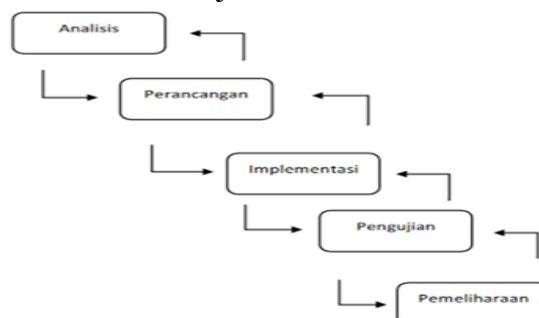 Analisis
Perancangan
Implementasi
Pengujian
Pemeliharaan